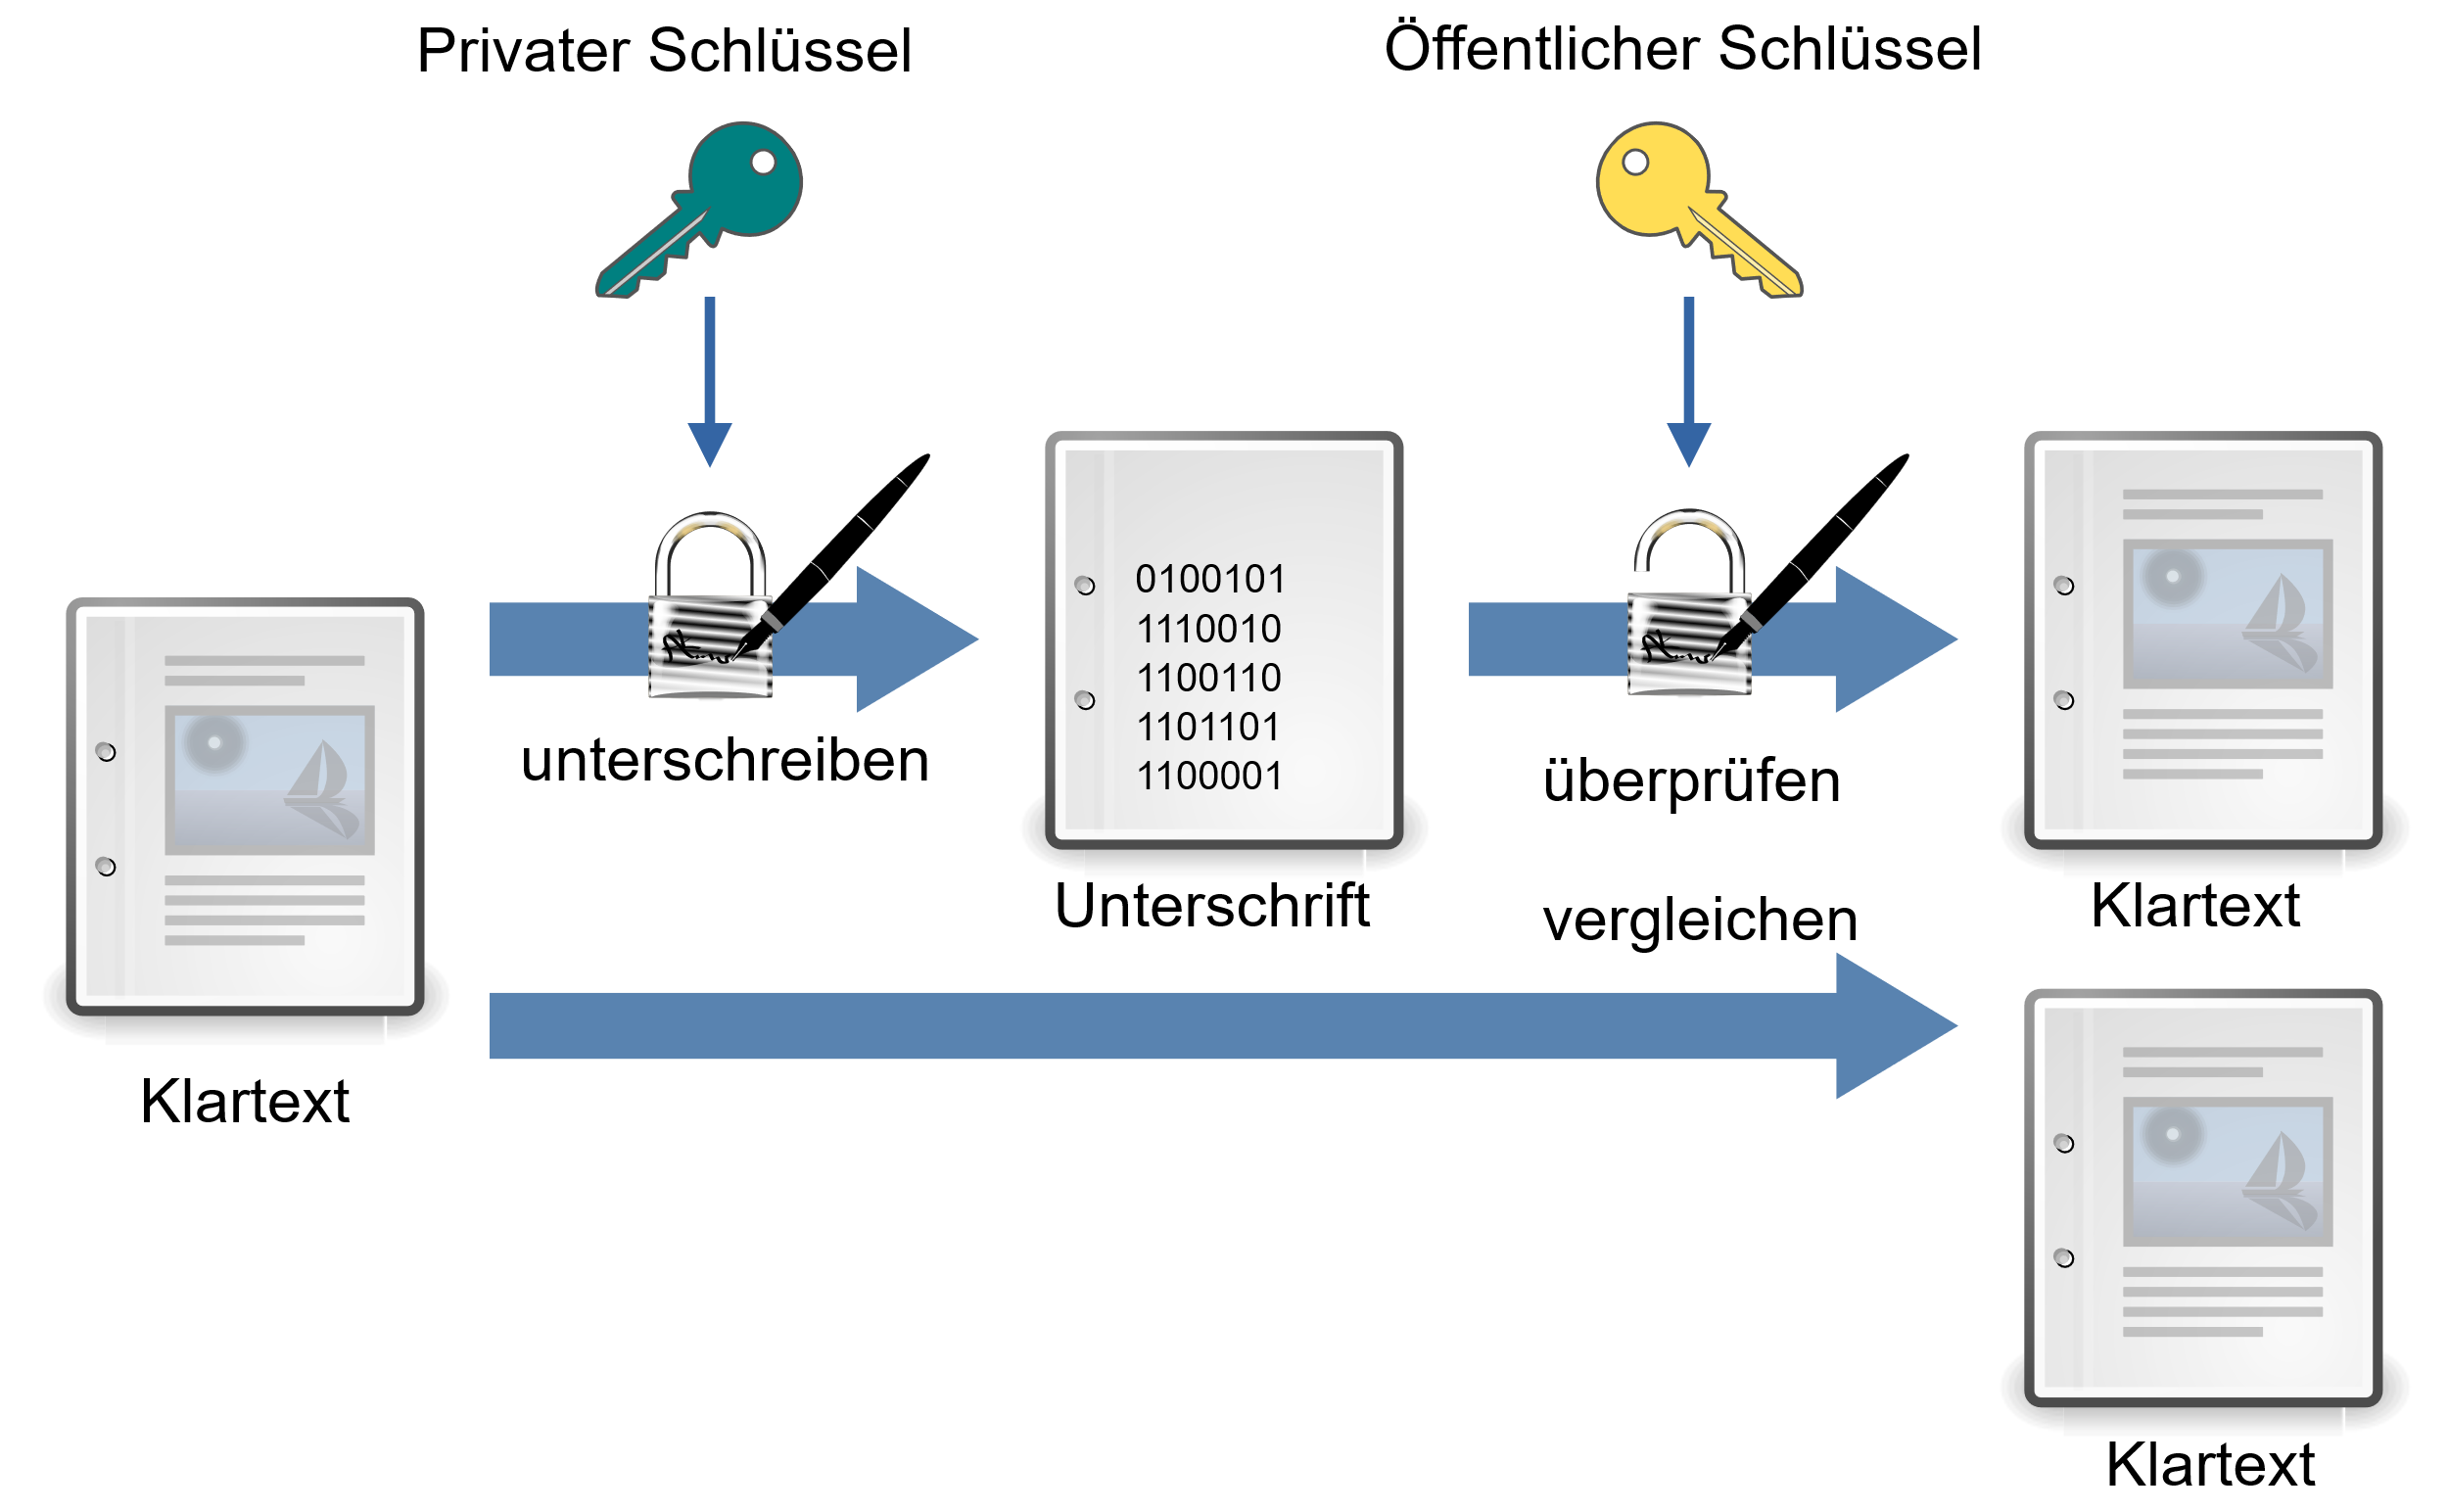 Privater Schlüssel
Öffentlicher Schlüssel
unterschreiben
0100101
1110010
1100110
1101101
1100001
überprüfen
Unterschrift
vergleichen
Klartext
Klartext
Klartext